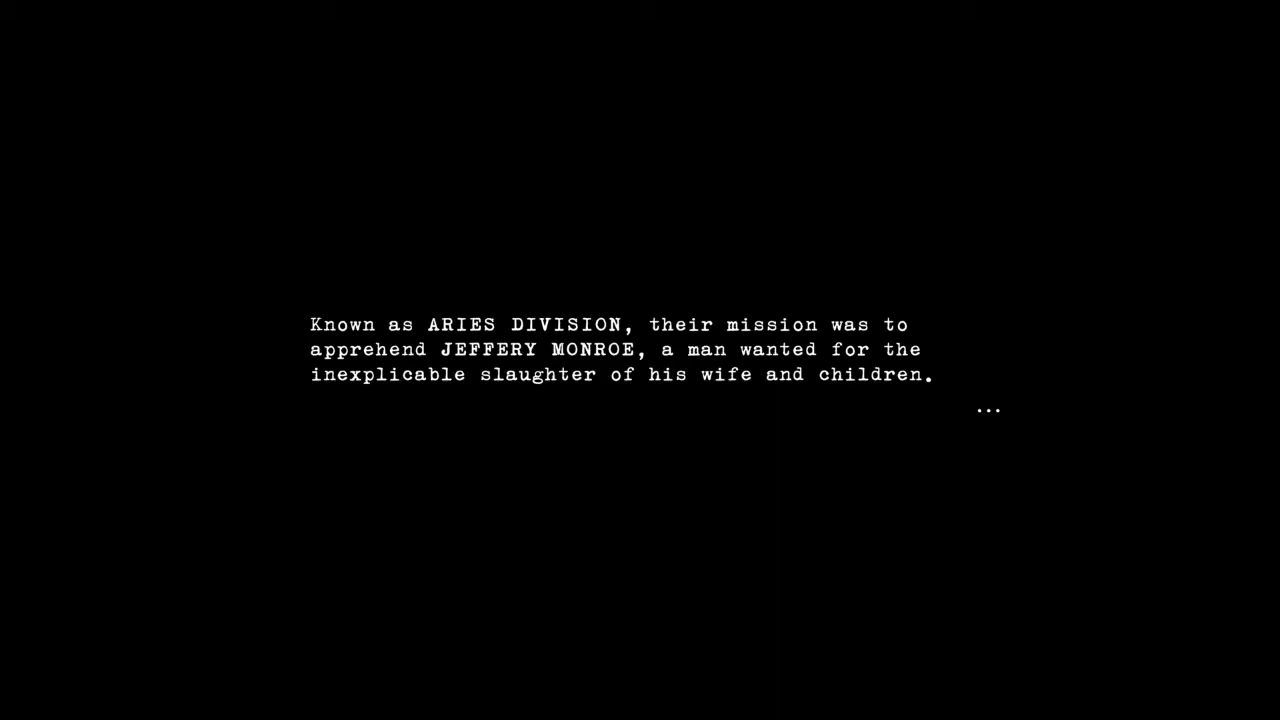 Known as ARIES DIVISION, their mission was to
apprehend JEFFERY MONROE, a man wanted for the
inexplicable slaughter of his wife and children.
...